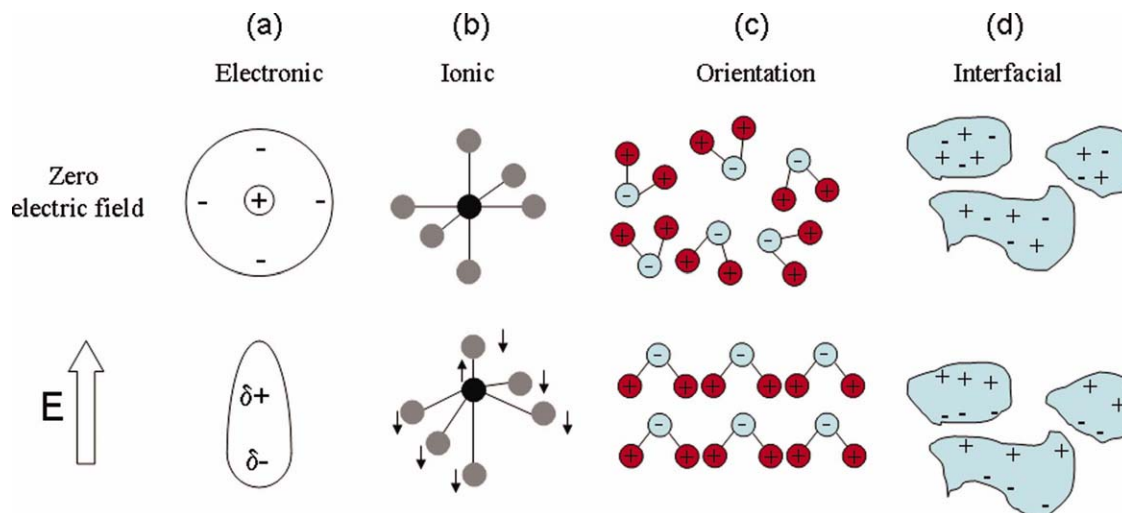 (a) (b) (c) (d)
Electronic Ionic Orientation Interfacial
Zero
electric field
-
- + -
-
+ + -
+ + -
- + +
+ + -
- + +
- + +
+ -
- + +
-
+ -
+ - + -
- +
+ -
- +
E
δ+
δ-
- - -
+ + + + + +
- - -
+ + + + + +
+ + +
- - -
+ +
- -
+ + +
- - -